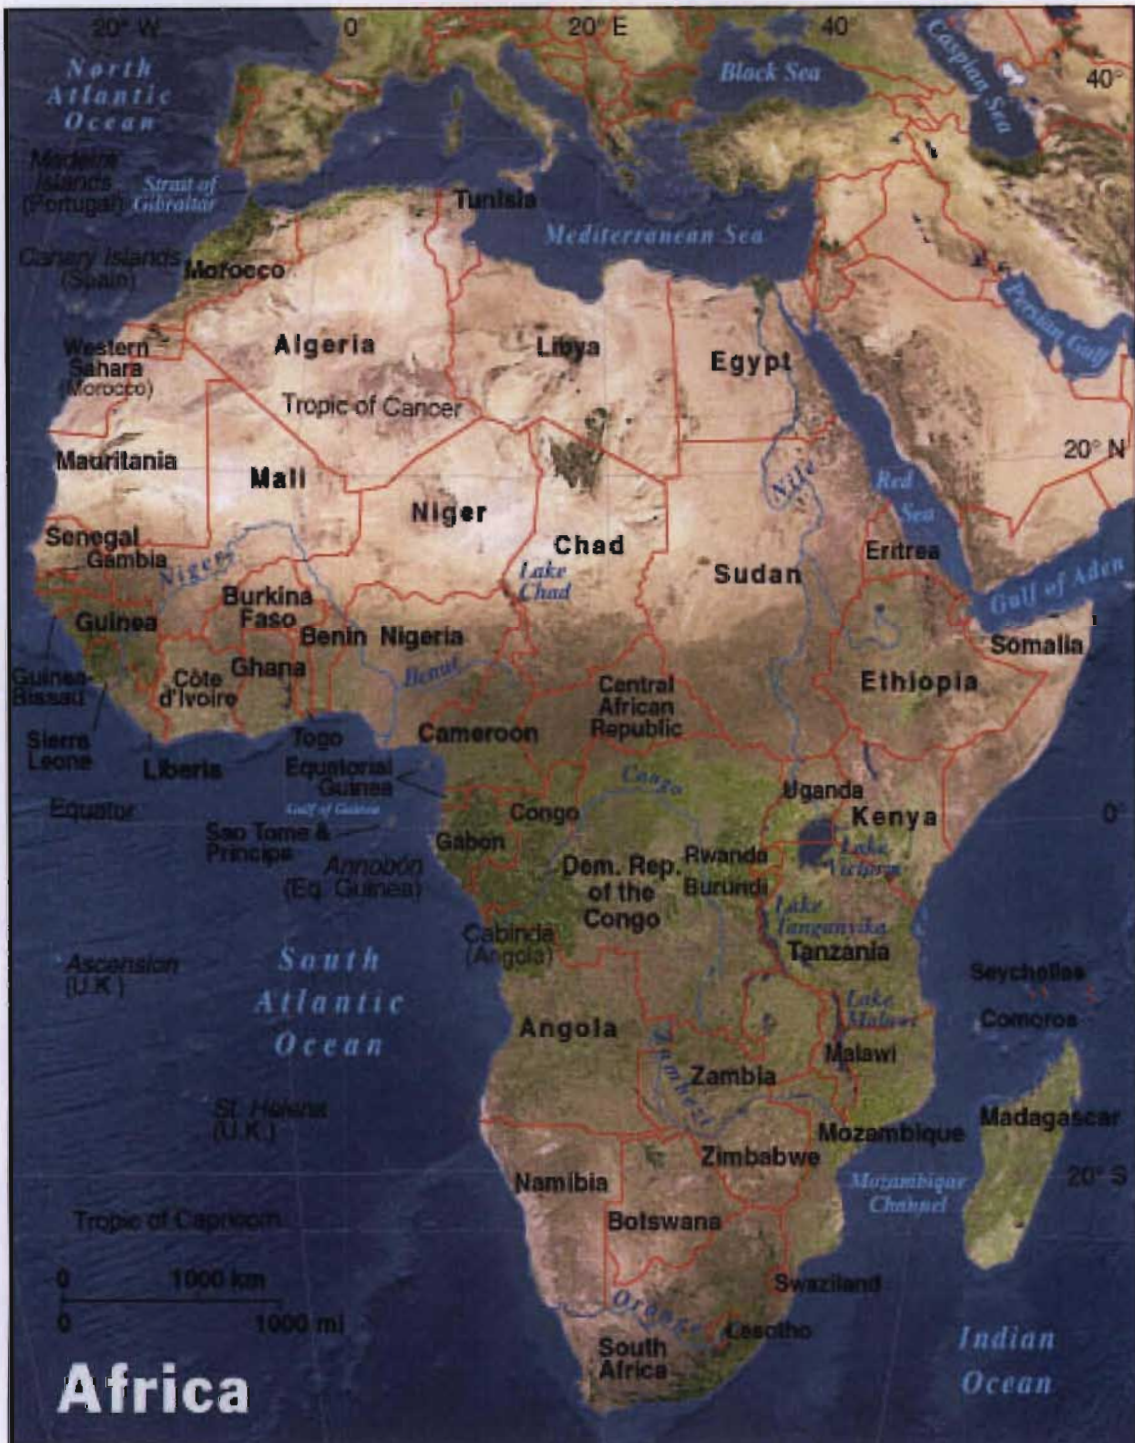 20° W
0°
20° E
40°
North
Atlantic
Ocean
Black Sea
Caspian Sea
40°
Madeira
Islands
(Portugal)
Strait of
Gibraltar
Tunisia
Mediterranean Sea
Canary Islands
(Spain)
Morocco
Persian Gulf
Western
Sahara
(Morocco)
Algeria
Libya
Egypt
Tropic of Cancer
20° N
Mauritania
Mali
Niger
Chad
Nile
Red
Sea
Senegal
Gambia
Niger
Lake
Chad
Sudan
Eritrea
Gulf of Aden
Guinea
Burkina
Faso
Benin
Nigeria
Somalia
Guinea-
Bissau
Côte
d'Ivoire
Ghana
Benue
Central
African
Republic
Ethiopia
Sierra
Leone
Liberia
Togo
Cameroon
Equatorial
Guinea
Gulf of Guinea
Congo
Uganda
Kenya
Equator
0°
Sao Tome &
Principe
Gabon
Congo
Lake
Victoria
Annobón
(Eq. Guinea)
Dem. Rep.
of the
Congo
Rwanda
Burundi
Lake
Tanganyika
Tanzania
Cabinda
(Angola)
Ascension
(U.K.)
South
Atlantic
Ocean
Seychelles
Comoros
Angola
Lake
Malawi
Malawi
Zambia
Zambezi
St. Helena
(U.K.)
Mozambique
Madagascar
Zimbabwe
Namibia
Mozambique
Channel
20° S
Botswana
Tropic of Capricorn
0 1000 km
0 1000 mi
Swaziland
Orange
Lesotho
South
Africa
Indian
Ocean
Africa